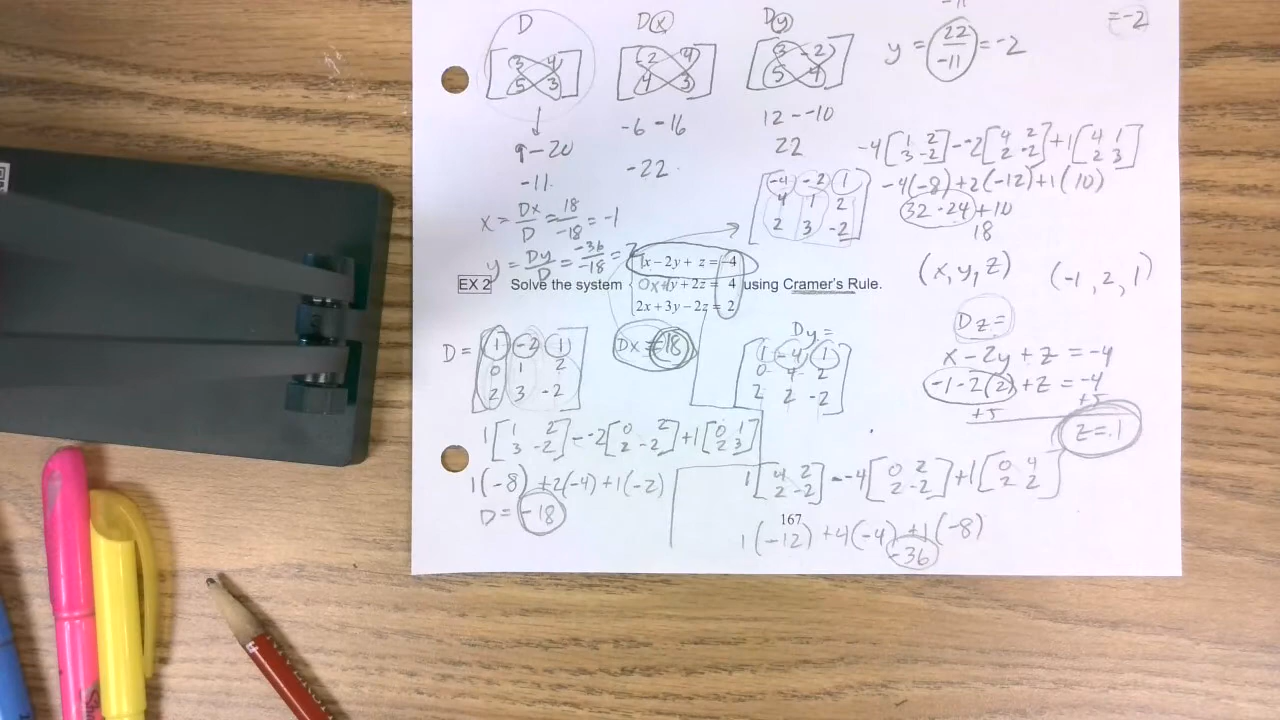 D
D(x)
D(y)
[3 4
5 3]
[-2 4
4 3]
[3 -2
5 4]
y = 22/-11 = -2
= -2
9 - 20
-11
-6 - 16
-22
12 - -10
22
x = Dx/D = 18/-18 = -1
y = Dy/D = -36/-18 =
[-4 -2 1
4 1 2
2 3 -2]
-4[1 2
3 -2] - -2[4 2
2 -2] + 1[4 1
2 3]
-4(-8) + 2(-12) + 1(10)
32 - 24 + 10
18
(x, y, z) (-1, 2, 1)
EX 2 Solve the system
1x - 2y + z = -4
0x + 1y + 2z = 4
2x + 3y - 2z = 2
using Cramer's Rule.
D = [1 -2 1
0 1 2
2 3 -2]
Dx = 18
Dy =
[1 -4 1
0 4 2
2 2 -2]
Dz =
x - 2y + z = -4
-1 - 2(2) + z = -4
+5 +5
z = 1
1[1 2
3 -2] - -2[0 2
2 -2] + 1[0 1
2 3]
1(-8) + 2(-4) + 1(-2)
D = -18
1[4 2
2 -2] - -4[0 2
2 -2] + 1[0 4
2 2]
167
1(-12) + 4(-4) + 1(-8)
-36